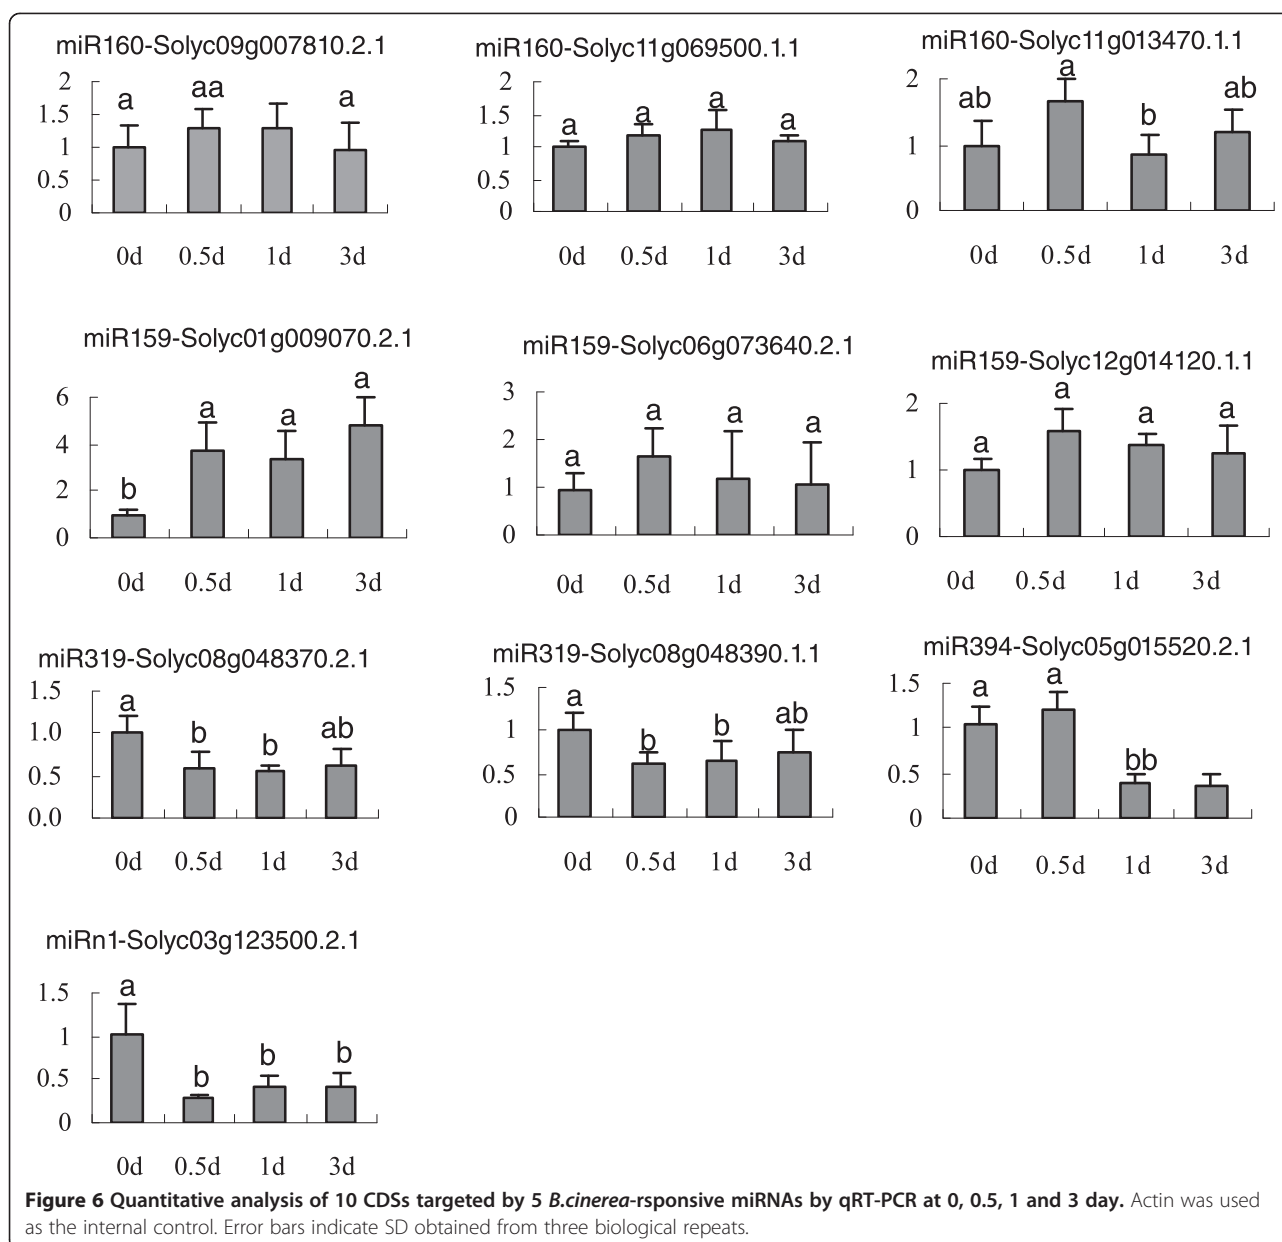 miR160-Solyc09g007810.2.1
2
1.5
1
0.5
0
a
aa
a
0d 0.5d 1d 3d
miR160-Solyc11g069500.1.1
2
1.5
1
0.5
0
a
a
a
a
0d 0.5d 1d 3d
miR160-Solyc11g013470.1.1
2
1
0
ab
a
b
ab
0d 0.5d 1d 3d
miR159-Solyc01g009070.2.1
6
4
2
0
b
a
a
a
0d 0.5d 1d 3d
miR159-Solyc06g073640.2.1
3
2
1
0
a
a
a
a
0d 0.5d 1d 3d
miR159-Solyc12g014120.1.1
2
1
0
a
a
a
a
0d 0.5d 1d 3d
miR319-Solyc08g048370.2.1
1.5
1.0
0.5
0.0
a
b
b
ab
0d 0.5d 1d 3d
miR319-Solyc08g048390.1.1
1.5
1
0.5
0
a
b
b
ab
0d 0.5d 1d 3d
miR394-Solyc05g015520.2.1
1.5
1
0.5
0
a
a
bb
0d 0.5d 1d 3d
miRn1-Solyc03g123500.2.1
1.5
1
0.5
0
a
b
b
b
0d 0.5d 1d 3d
Figure 6 Quantitative analysis of 10 CDSs targeted by 5 B.cinerea-rsponsive miRNAs by qRT-PCR at 0, 0.5, 1 and 3 day. Actin was used
as the internal control. Error bars indicate SD obtained from three biological repeats.